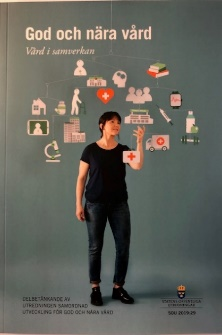 God och nära vård
Vård i samverkan
DELBETÄNKANDE AV
UTREDNINGEN SAMORDNAD
UTVECKLING FÖR GOD OCH NÄRA VÅRD
STATENS OFFENTLIGA
UTREDNINGAR
SOU 2019:29